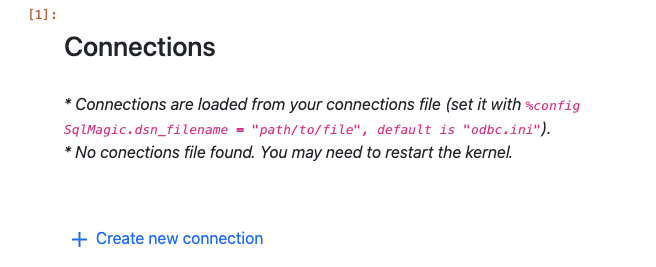 [1]:
Connections
* Connections are loaded from your connections file (set it with %config
SqlMagic.dsn_filename = "path/to/file", default is "odbc.ini").
* No conections file found. You may need to restart the kernel.
+ Create new connection